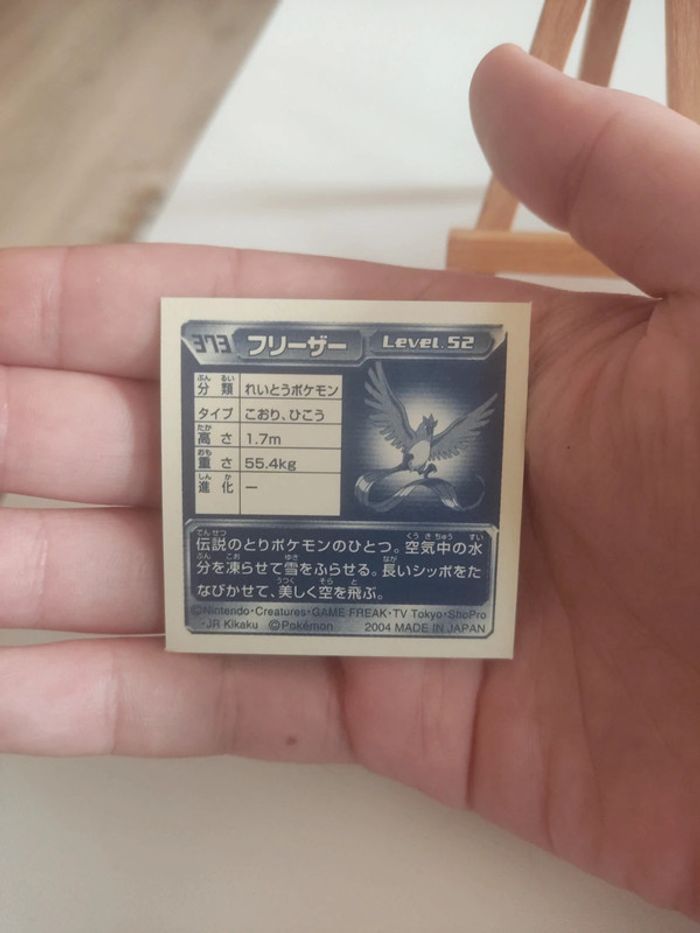 373 フリーザー Level.52
分類 れいとうポケモン
タイプ こおり、ひこう
高さ 1.7m
重さ 55.4kg
進化 ー
伝説のとりポケモンのひとつ。空気中の水
分を凍らせて雪をふらせる。長いシッポをた
なびかせて、美しく空を飛ぶ。
©Nintendo・Creatures・GAME FREAK・TV Tokyo・ShoPro
・JR Kikaku ©Pokémon 2004 MADE IN JAPAN